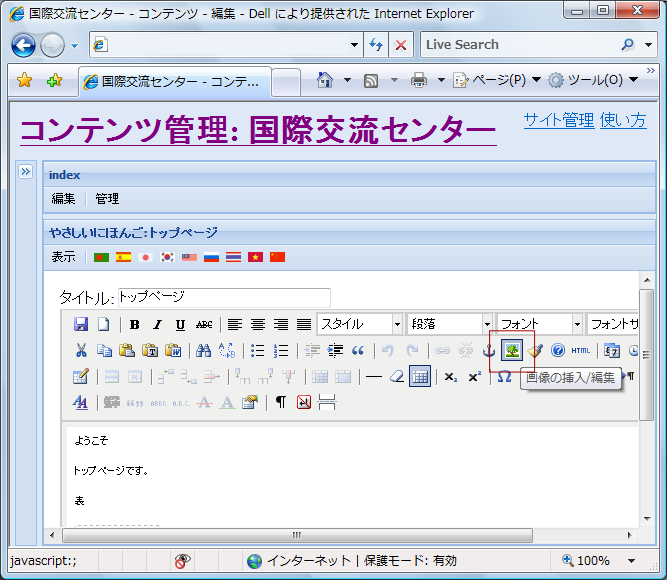 国際交流センター - コンテンツ - 編集 - Dell により提供された Internet Explorer
Live Search
国際交流センター - コンテ...
ページ(P)
ツール(O)
コンテンツ管理: 国際交流センター
サイト管理 使い方
index
編集 管理
やさしいにほんご:トップページ
表示
タイトル: トップページ
B I U ABC スタイル 段落 フォント フォントサ
HTML
画像の挿入/編集
ようこそ
トップページです。
表
javascript:;
インターネット | 保護モード: 有効
100%